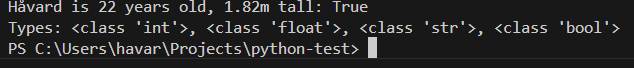 Håvard is 22 years old, 1.82m tall: True
Types: <class 'int'>, <class 'float'>, <class 'str'>, <class 'bool'>
PS C:\Users\havar\Projects\python-test>